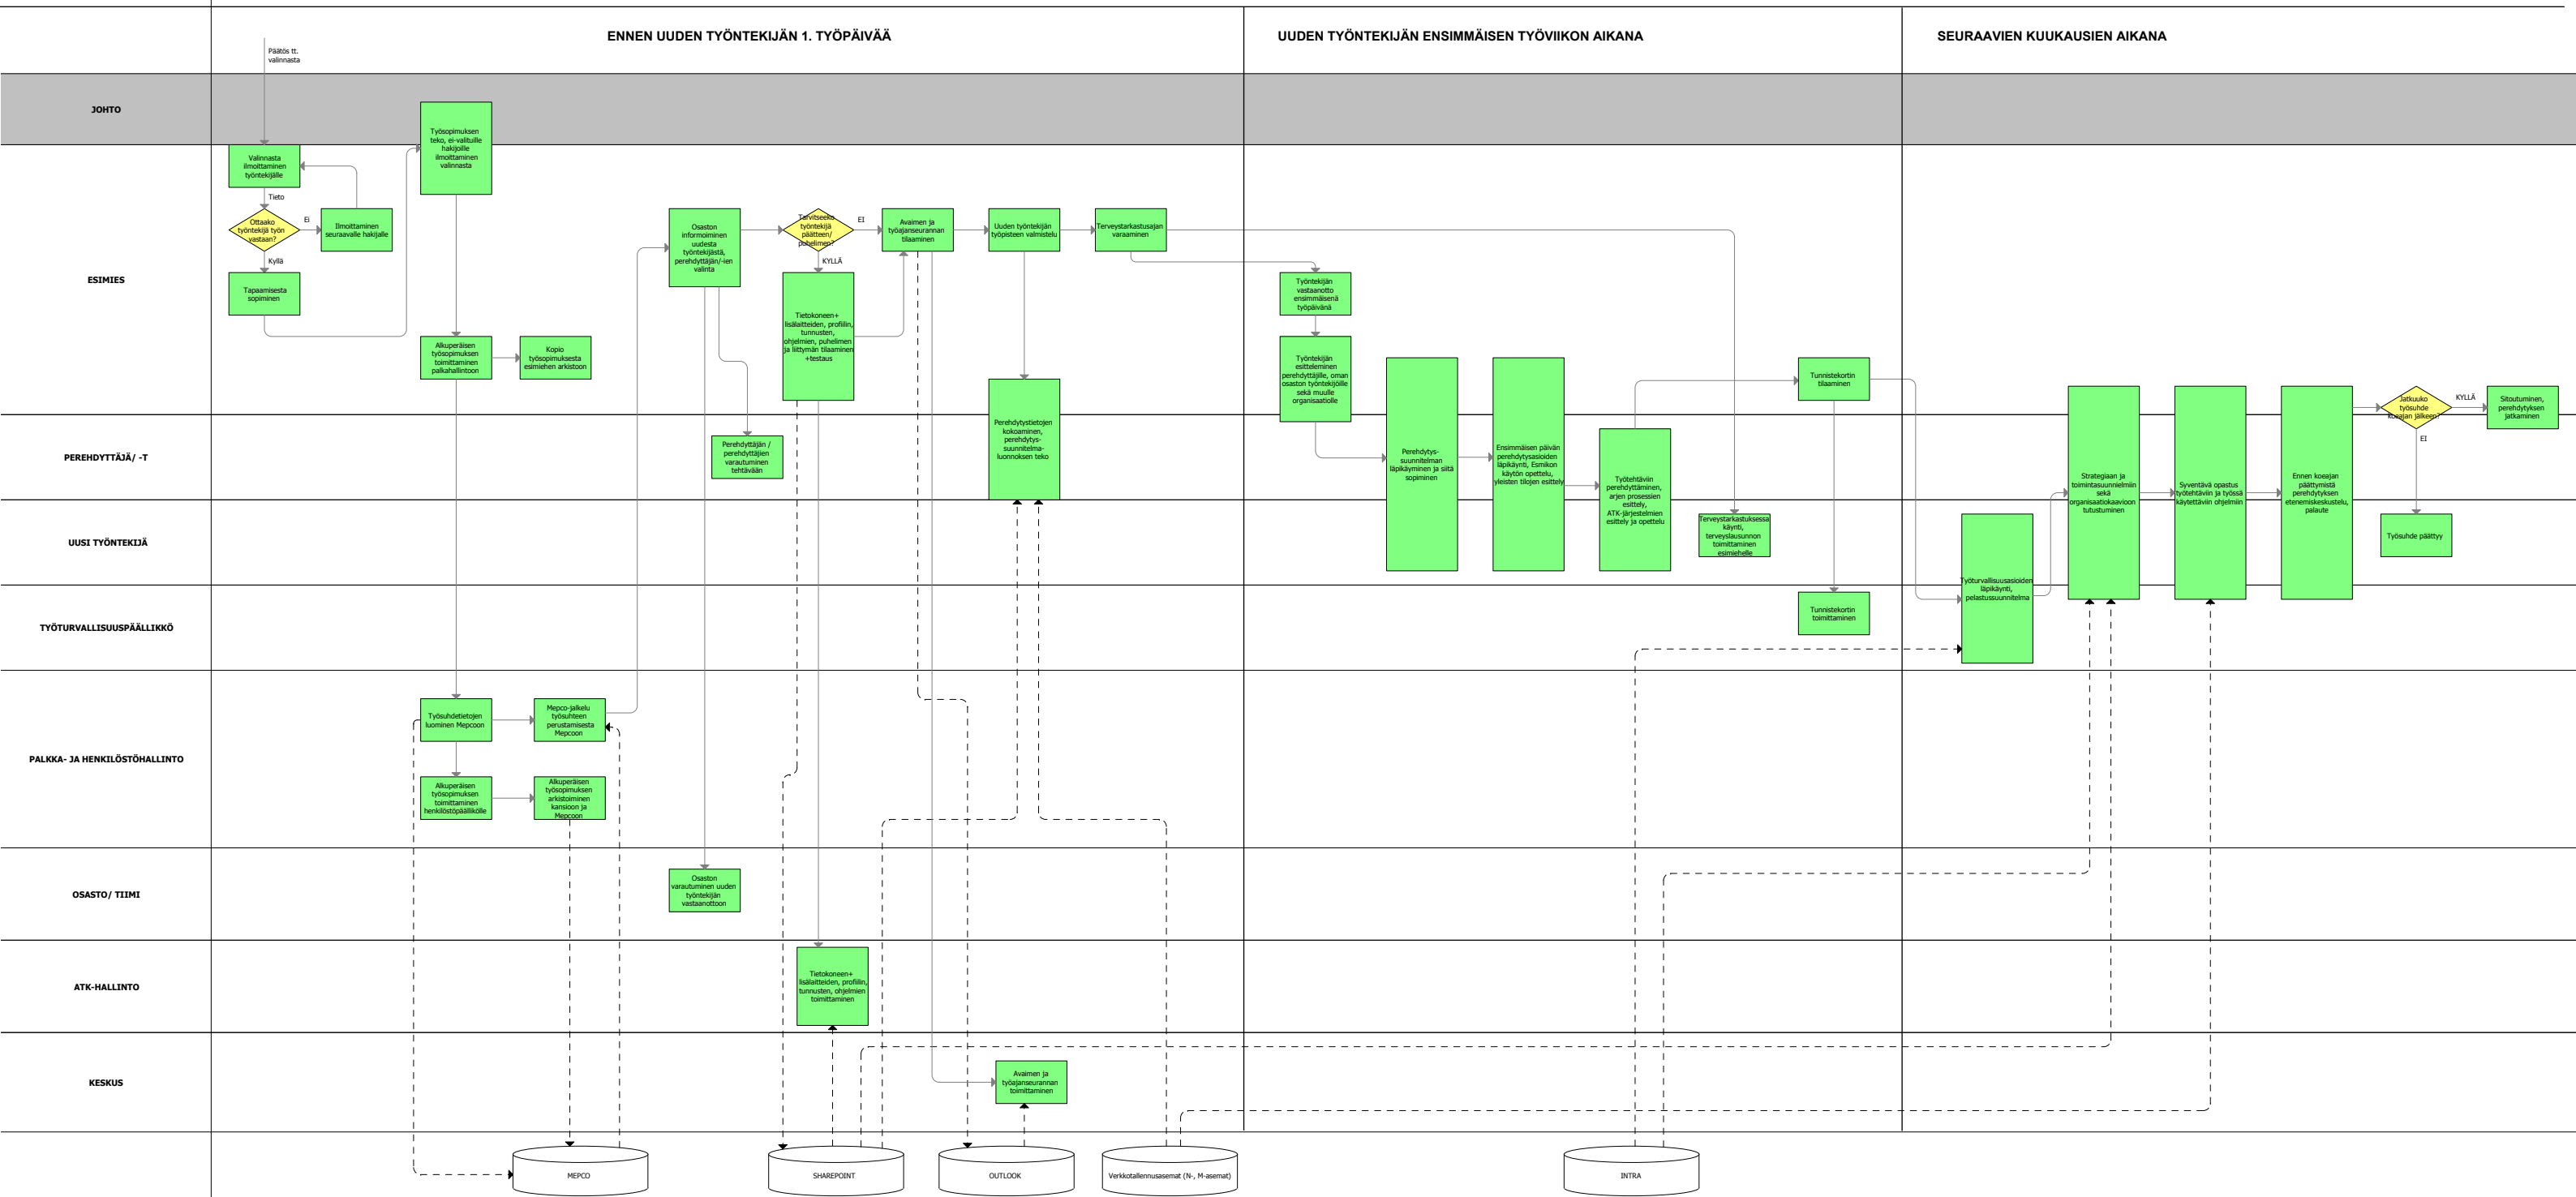 ENNEN UUDEN TYÖNTEKIJÄN 1. TYÖPÄIVÄÄ
UUDEN TYÖNTEKIJÄN ENSIMMÄISEN TYÖVIIKON AIKANA
SEURAAVIEN KUUKAUSIEN AIKANA
Päätös tt.
valinnasta
JOHTO
Työsopimuksen
teko, ei-valituille
hakijoille
ilmoittaminen
valinnasta
ESIMIES
Valinnasta
ilmoittaminen
työntekijälle
Tieto
Ottaako
työntekijä työn
vastaan?
Ei
Ilmoittaminen
seuraavalle hakijalle
Kyllä
Tapaamisesta
sopiminen
Alkuperäisen
työsopimuksen
toimittaminen
palkahallintoon
Kopio
työsopimuksesta
esimiehen arkistoon
Osaston
informoiminen
uudesta
työntekijästä,
perehdyttäjän/-ien
valinta
Tarvitseeko
työntekijä
päätteen/
puhelimen?
EI
KYLLÄ
Tietokoneen+
lisälaitteiden, profiilin,
tunnusten,
ohjelmien, puhelimen
ja liittymän tilaaminen
+testaus
Avaimen ja
työajanseurannan
tilaaminen
Uuden työntekijän
työpisteen valmistelu
Terveystarkastusajan
varaaminen
Työntekijän
vastaanotto
ensimmäisenä
työpäivänä
Työntekijän
esitteleminen
perehdyttäjille, oman
osaston työntekijöille
sekä muulle
organisaatiolle
Tunnistekortin
tilaaminen
Jatkuuko
työsuhde
koeajan jälkeen?
KYLLÄ
Sitoutuminen,
perehdytyksen
jatkaminen
EI
PEREHDYTTÄJÄ/ -T
Perehdyttäjän /
perehdyttäjien
varautuminen
tehtävään
Perehdytystietojen
kokoaminen,
perehdytys-
suunnitelma-
luonnoksen teko
Perehdytys-
suunnitelman
läpikäyminen ja siitä
sopiminen
Ensimmäisen päivän
perehdytysasioiden
läpikäynti, Esmikon
käytön opettelu,
yleisten tilojen esittely
Työtehtäviin
perehdyttäminen,
arjen prosessien
esittely,
ATK-järjestelmien
esittely ja opettelu
Strategiaan ja
toimintasuunnielmiin
sekä
organisaatiokaavioon
tutustuminen
Syventävä opastus
työtehtäviin ja työssä
käytettäviin ohjelmiin
Ennen koeajan
päättymistä
perehdytyksen
etenemiskeskustelu,
palaute
UUSI TYÖNTEKIJÄ
Terveystarkastuksessa
käynti,
terveyslausunnon
toimittaminen
esimiehelle
Työsuhde päättyy
TYÖTURVALLISUUSPÄÄLLIKKÖ
Tunnistekortin
toimittaminen
Työturvallisuusasioiden
läpikäynti,
pelastussuunnitelma
PALKKA- JA HENKILÖSTÖHALLINTO
Työsuhdetietojen
luominen Mepcoon
Mepco-jalkelu
työsuhteen
perustamisesta
Mepcoon
Alkuperäisen
työsopimuksen
toimittaminen
henkilöstöpäällikölle
Alkuperäisen
työsopimuksen
arkistoiminen
kansioon ja
Mepcoon
OSASTO/ TIIMI
Osaston
varautuminen uuden
työntekijän
vastaanottoon
ATK-HALLINTO
Tietokoneen+
lisälaitteiden, profiilin,
tunnusten, ohjelmien
toimittaminen
KESKUS
Avaimen ja
työajanseurannan
toimittaminen
MEPCO
SHAREPOINT
OUTLOOK
Verkkotallennusasemat (N-, M-asemat)
INTRA